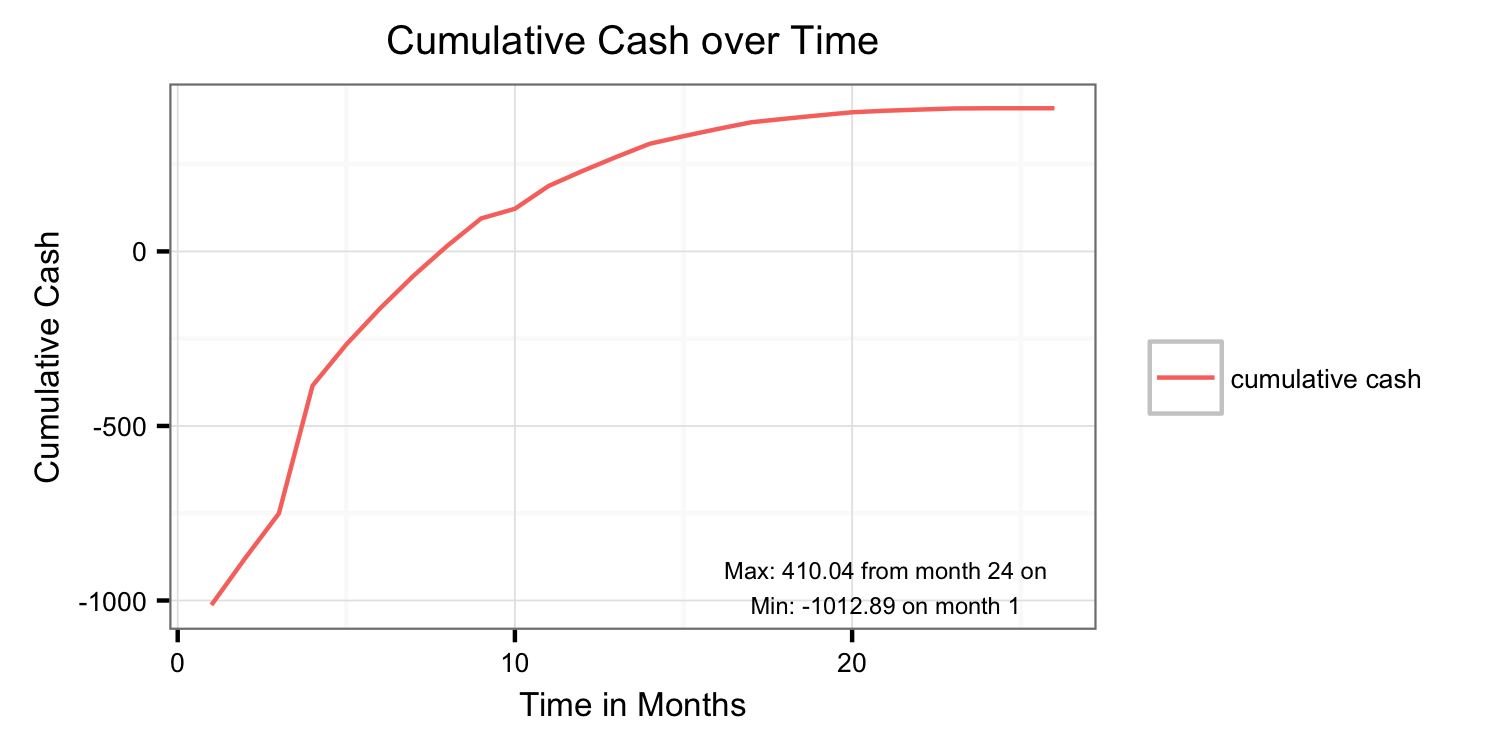 Cumulative Cash over Time
Cumulative Cash
0
-500
-1000
Max: 410.04 from month 24 on
Min: -1012.89 on month 1
0
10
20
Time in Months
cumulative cash